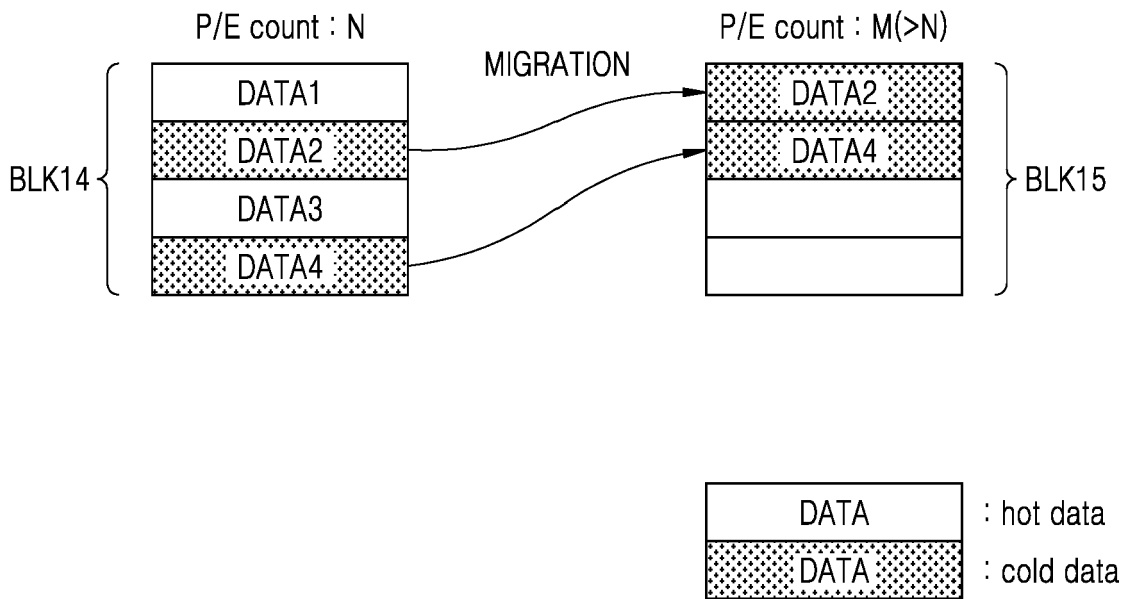 P/E count : N
P/E count : M(>N)
MIGRATION
BLK14
DATA1
DATA2
DATA3
DATA4
DATA2
DATA4
BLK15
DATA : hot data
DATA : cold data